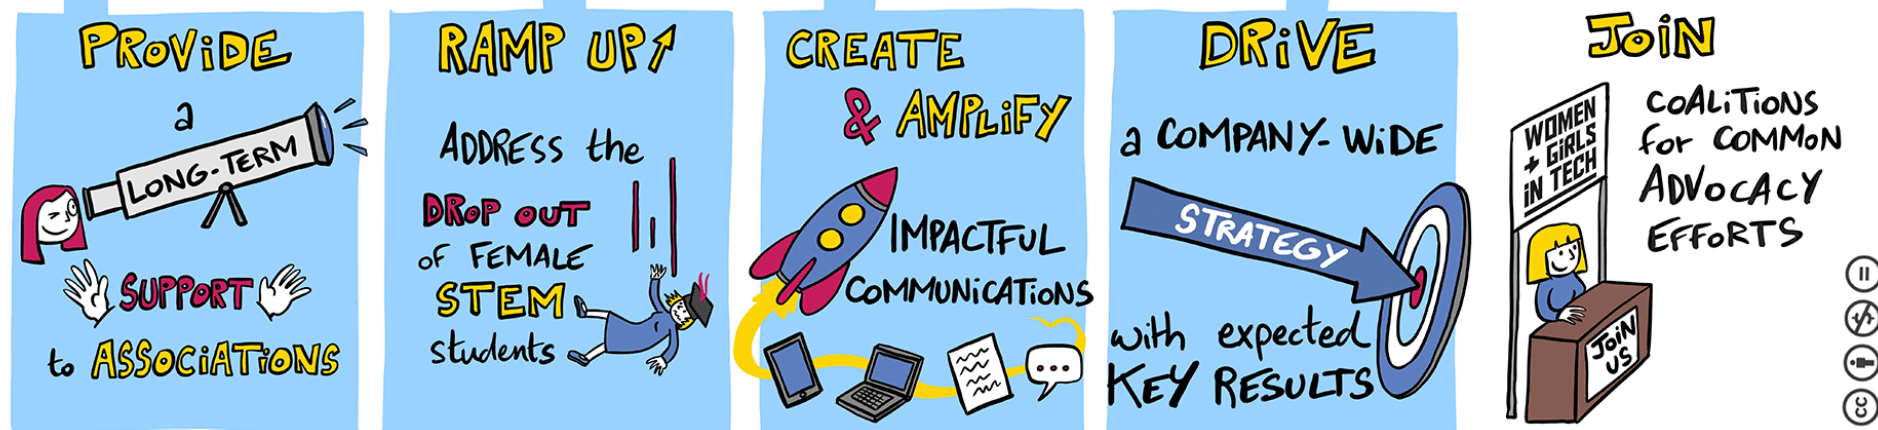 PROViDE
a
LONG-TERM
SUPPORT
to ASSOCiATiONS
RAMP UP
ADDRESS the
DROP OUT
OF FEMALE
STEM
students
CREATE
& AMPLiFY
IMPACTFUL
COMMUNiCATiONS
DRiVE
a COMPANY-WiDE
STRATEGY
with expected
KEY RESULTS
JOiN
WOMEN
+ GiRLS
iN TECH
COALiTiONS
for COMMON
ADVOCACY
EFFORTS
JOiN
US
cc